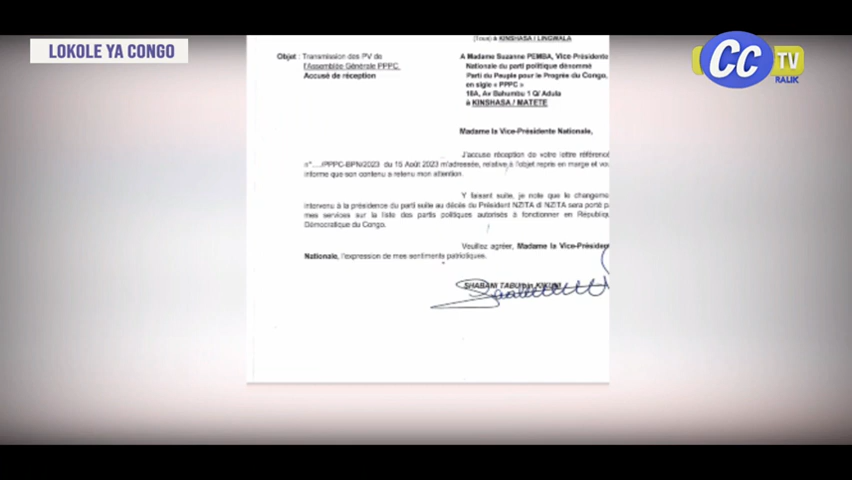 LOKOLE YA CONGO
CC TV
RALIK
(Tous) à KINSHASA / LINGWALA
Objet : Transmission des PV de
l'Assemblée Générale PPPC
Accusé de réception
A Madame Suzanne PEMBA, Vice Présidente
Nationale du parti politique dénommé
Parti du Peuple pour le Progrès du Congo,
en sigle « PPPC »
18A, Av Bahumbu 1 Q/ Adula
à KINSHASA / MATETE
Madame la Vice-Présidente Nationale,
J'accuse réception de votre lettre référencé
n°..../PPPC-BPN/2023 du 15 Août 2023 m'adressée, relative à l'objet repris en marge et vou
informe que son contenu a retenu mon attention.
Y faisant suite, je note que le changeme
intervenu à la présidence du parti suite au décès du Président NZITA di NZITA sera porté pa
mes services sur la liste des partis politiques autorisés à fonctionner en Républiqu
Démocratique du Congo.
Veuillez agréer, Madame la Vice-Présiden
Nationale, l'expression de mes sentiments patriotiques.
SHABANI